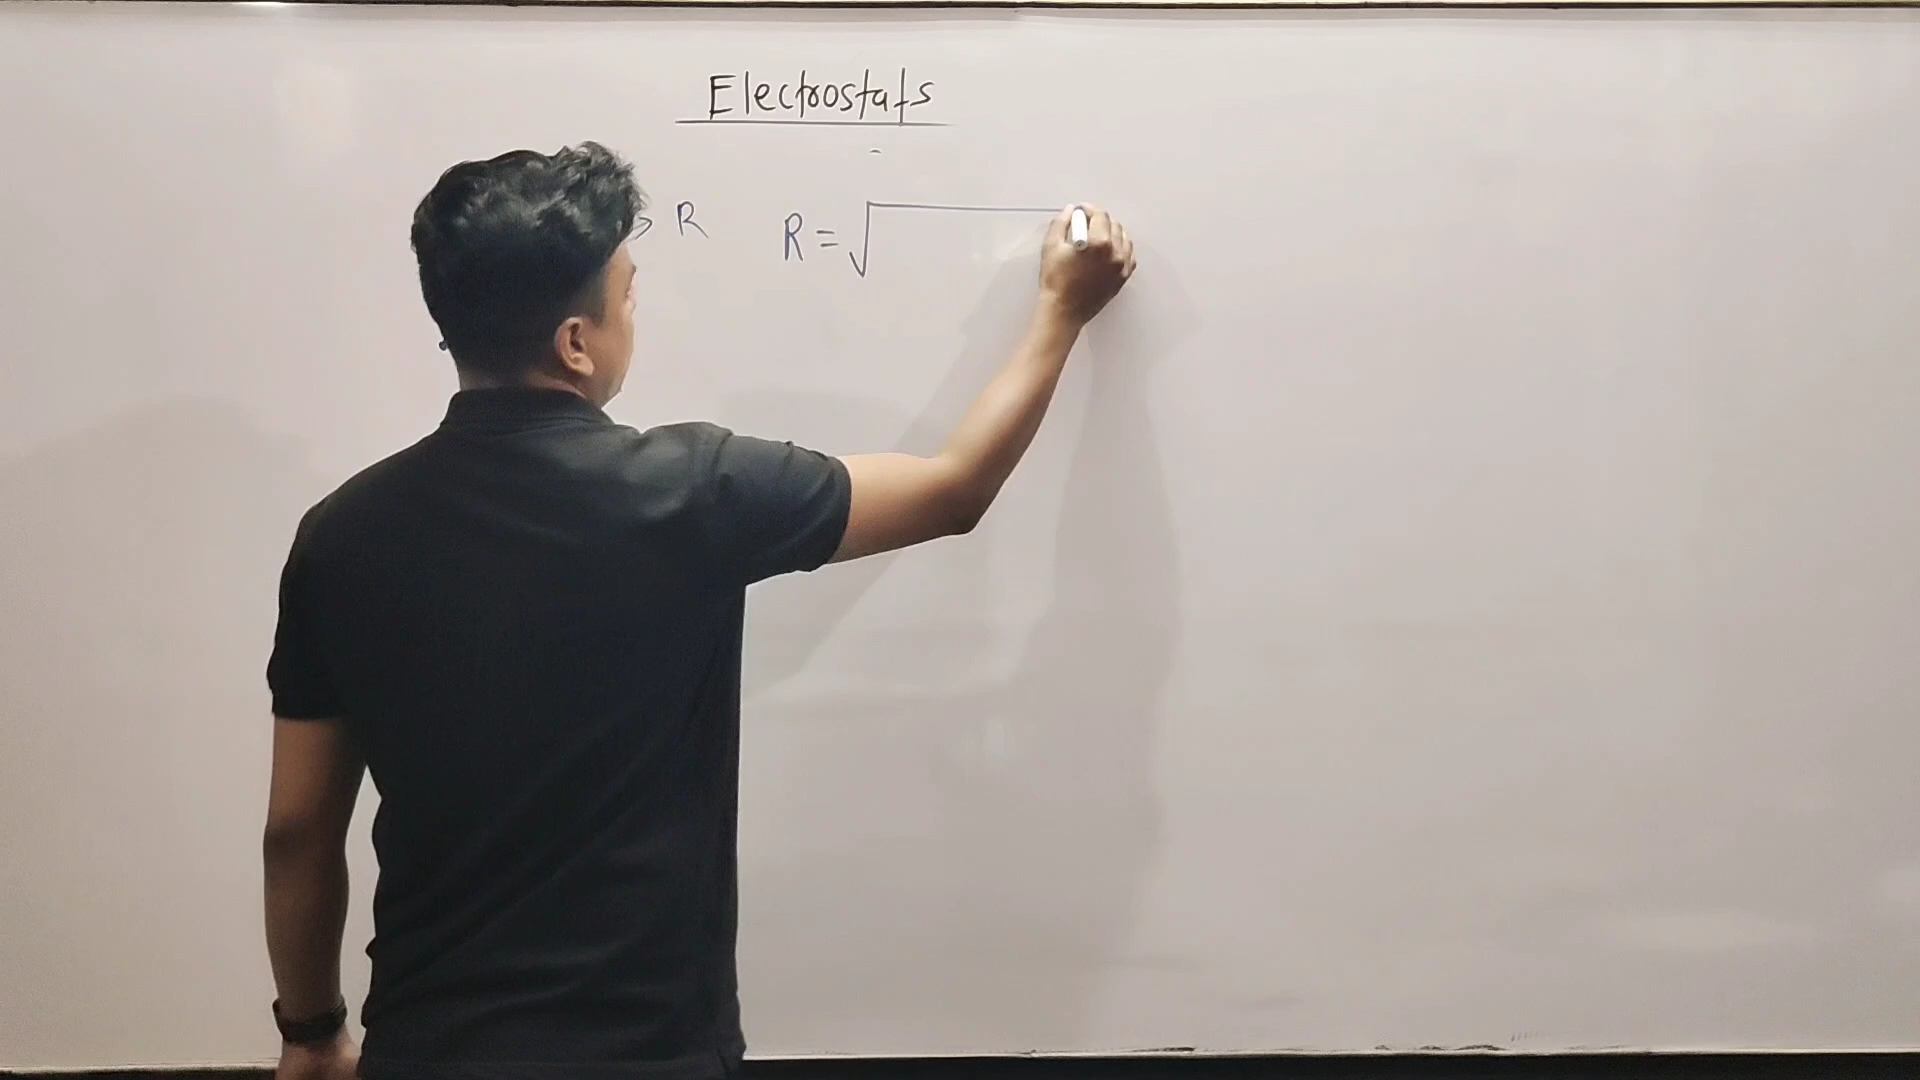 Electrostats
→ R R = √